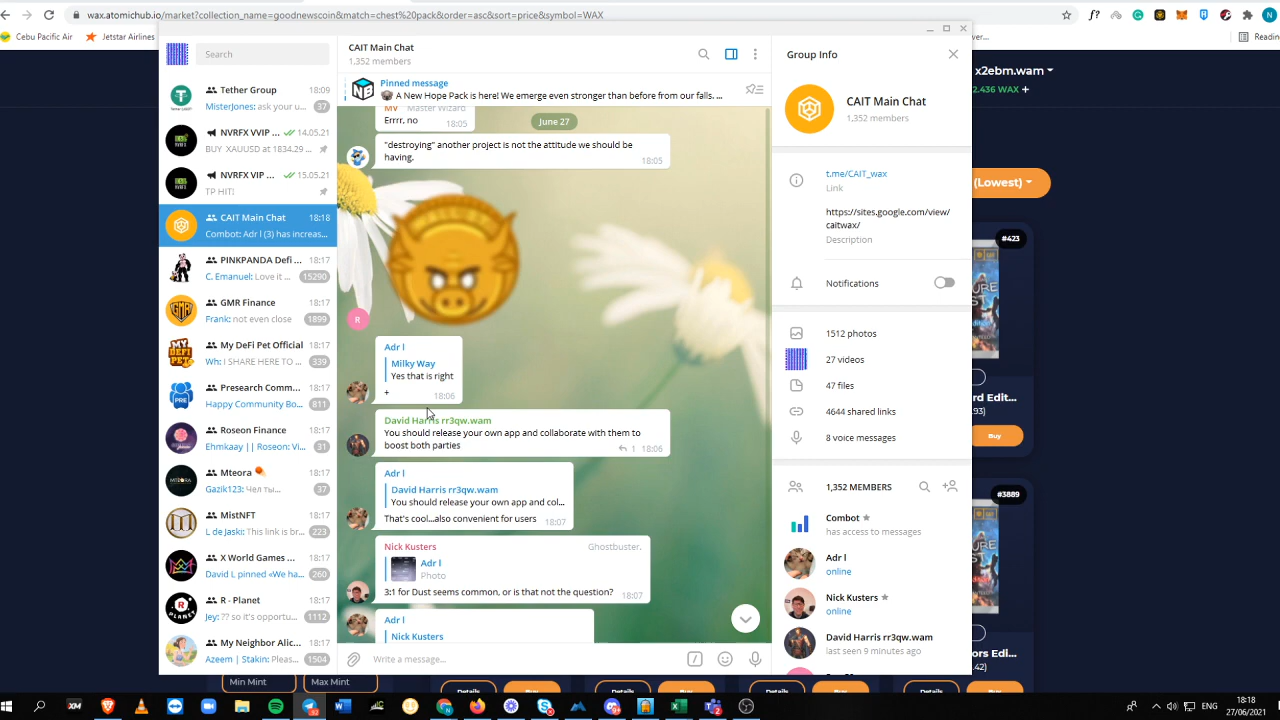 wax.atomichub.io/market?collection_name=goodnewscoin&match=chest%20pack&order=asc&sort=price&symbol=WAX
Cebu Pacific Air
Jetstar Airlines
x2ebm.wam
2.436 WAX +
(Lowest)
#423
Buy
#3889
Search
Tether Group 18:09
MisterJones: ask your u... 37
NVRFX VVIP ... 14.05.21
BUY XAUUSD at 1834.29 ...
NVRFX VIP ... 15.05.21
TP HIT!
CAIT Main Chat 18:18
Combot: Adr l (3) has increas...
PINKPANDA Defi ... 18:17
C. Emanuel: Love it ... 15290
GMR Finance 18:17
Frank: not even close 1899
My DeFi Pet Official 18:17
Wh: I SHARE HERE TO ... 339
Presearch Comm... 18:17
Happy Community Bo... 811
Roseon Finance 18:17
Ehmkaay || Roseon: Vi... 31
Mteora 18:17
Gazik123: Чел ты... 37
MistNFT 18:17
L de Jaski: This link is br... 223
X World Games ... 18:17
David L pinned «We ha... 260
R - Planet 18:17
Jey: ?? so it's opportu... 1112
My Neighbor Alic... 18:17
Azeem | Stakin: Pleas... 1504
CAIT Main Chat
1,352 members
Pinned message
A New Hope Pack is here! We emerge even stronger than before from our falls. ...
Master Wizard
Errr, no 18:05
June 27
"destroying" another project is not the attitude we should be
having. 18:05
R
Adr l
Milky Way
Yes that is right
+ 18:06
David Harris rr3qw.wam
You should release your own app and collaborate with them to
boost both parties 1 18:06
Adr l
David Harris rr3qw.wam
You should release your own app and col...
That's cool...also convenient for users 18:07
Nick Kusters Ghostbuster.
Adr l
Photo
3:1 for Dust seems common, or is that not the question? 18:07
Adr l
Nick Kusters
Write a message...
Group Info
CAIT Main Chat
1,352 members
t.me/CAIT_wax
Link
https://sites.google.com/view/
caitwax/
Description
Notifications
1512 photos
27 videos
47 files
4644 shared links
8 voice messages
1,352 MEMBERS
Combot
has access to messages
Adr l
online
Nick Kusters
online
David Harris rr3qw.wam
last seen 9 minutes ago
Min Mint
Max Mint
Details
Buy
Details
Buy
Details
Buy
Details
Buy
ENG
18:18
27/06/2021